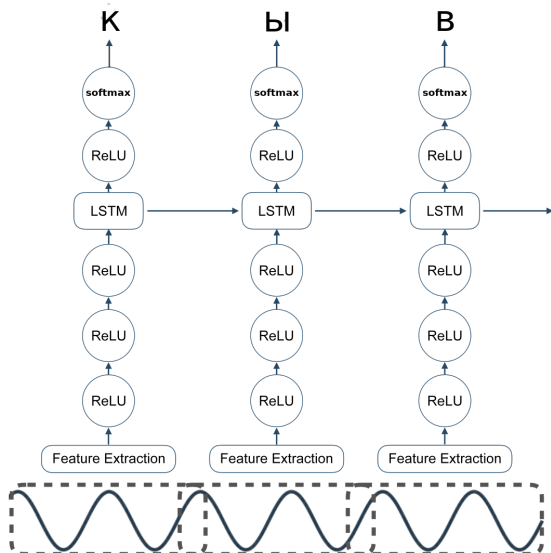 К Ы В
softmax softmax softmax
ReLU ReLU ReLU
LSTM LSTM LSTM
ReLU ReLU ReLU
ReLU ReLU ReLU
ReLU ReLU ReLU
Feature Extraction Feature Extraction Feature Extraction